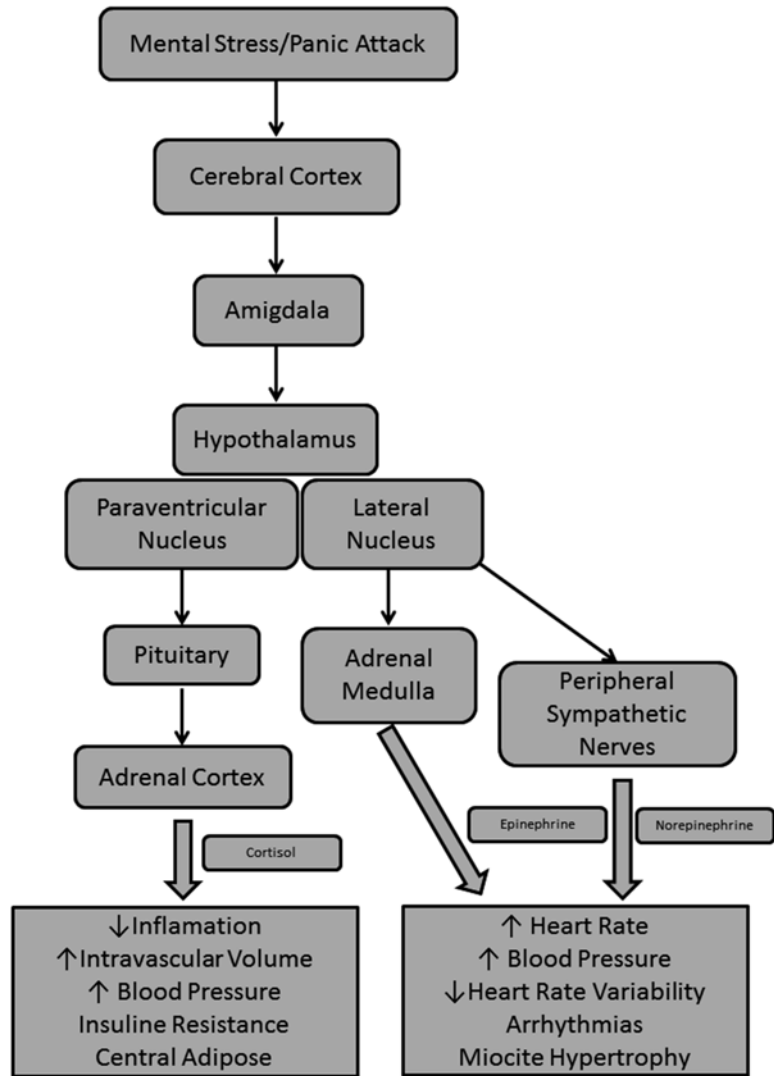 Mental Stress/Panic Attack
Cerebral Cortex
Amigdala
Hypothalamus
Paraventricular
Nucleus
Lateral
Nucleus
Pituitary
Adrenal
Medulla
Peripheral
Sympathetic
Nerves
Adrenal Cortex
Cortisol
Epinephrine
Norepinephrine
↓Inflamation
↑Intravascular Volume
↑ Blood Pressure
Insuline Resistance
Central Adipose
↑ Heart Rate
↑ Blood Pressure
↓Heart Rate Variability
Arrhythmias
Miocite Hypertrophy